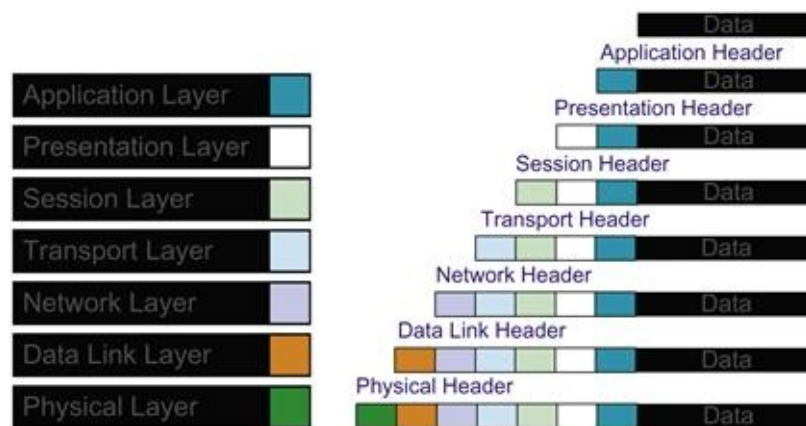 Data
Application Header
Application Layer
Data
Presentation Header
Presentation Layer
Data
Session Header
Session Layer
Data
Transport Header
Transport Layer
Data
Network Header
Network Layer
Data
Data Link Header
Data Link Layer
Data
Physical Header
Physical Layer
Data